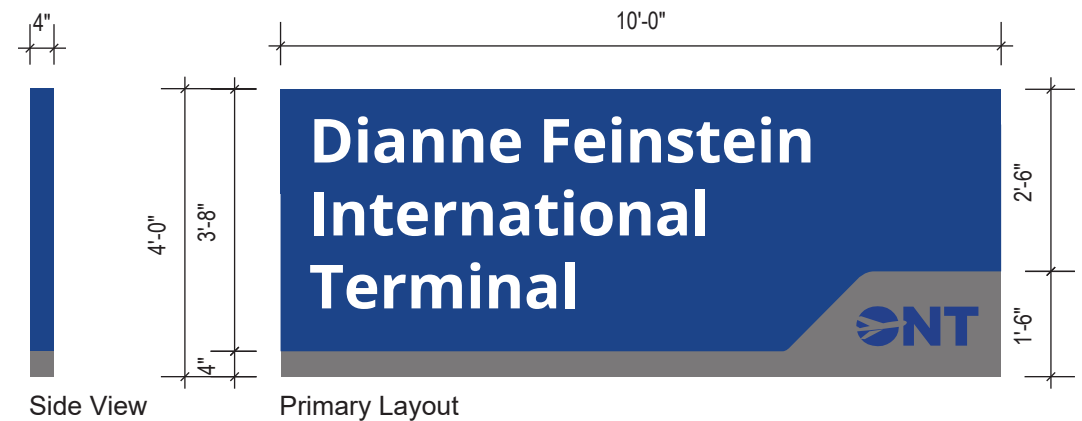 4"
10'-0"
Dianne Feinstein
International
Terminal
4'-0"
3'-8"
4"
2'-6"
1'-6"
ONT
Side View
Primary Layout